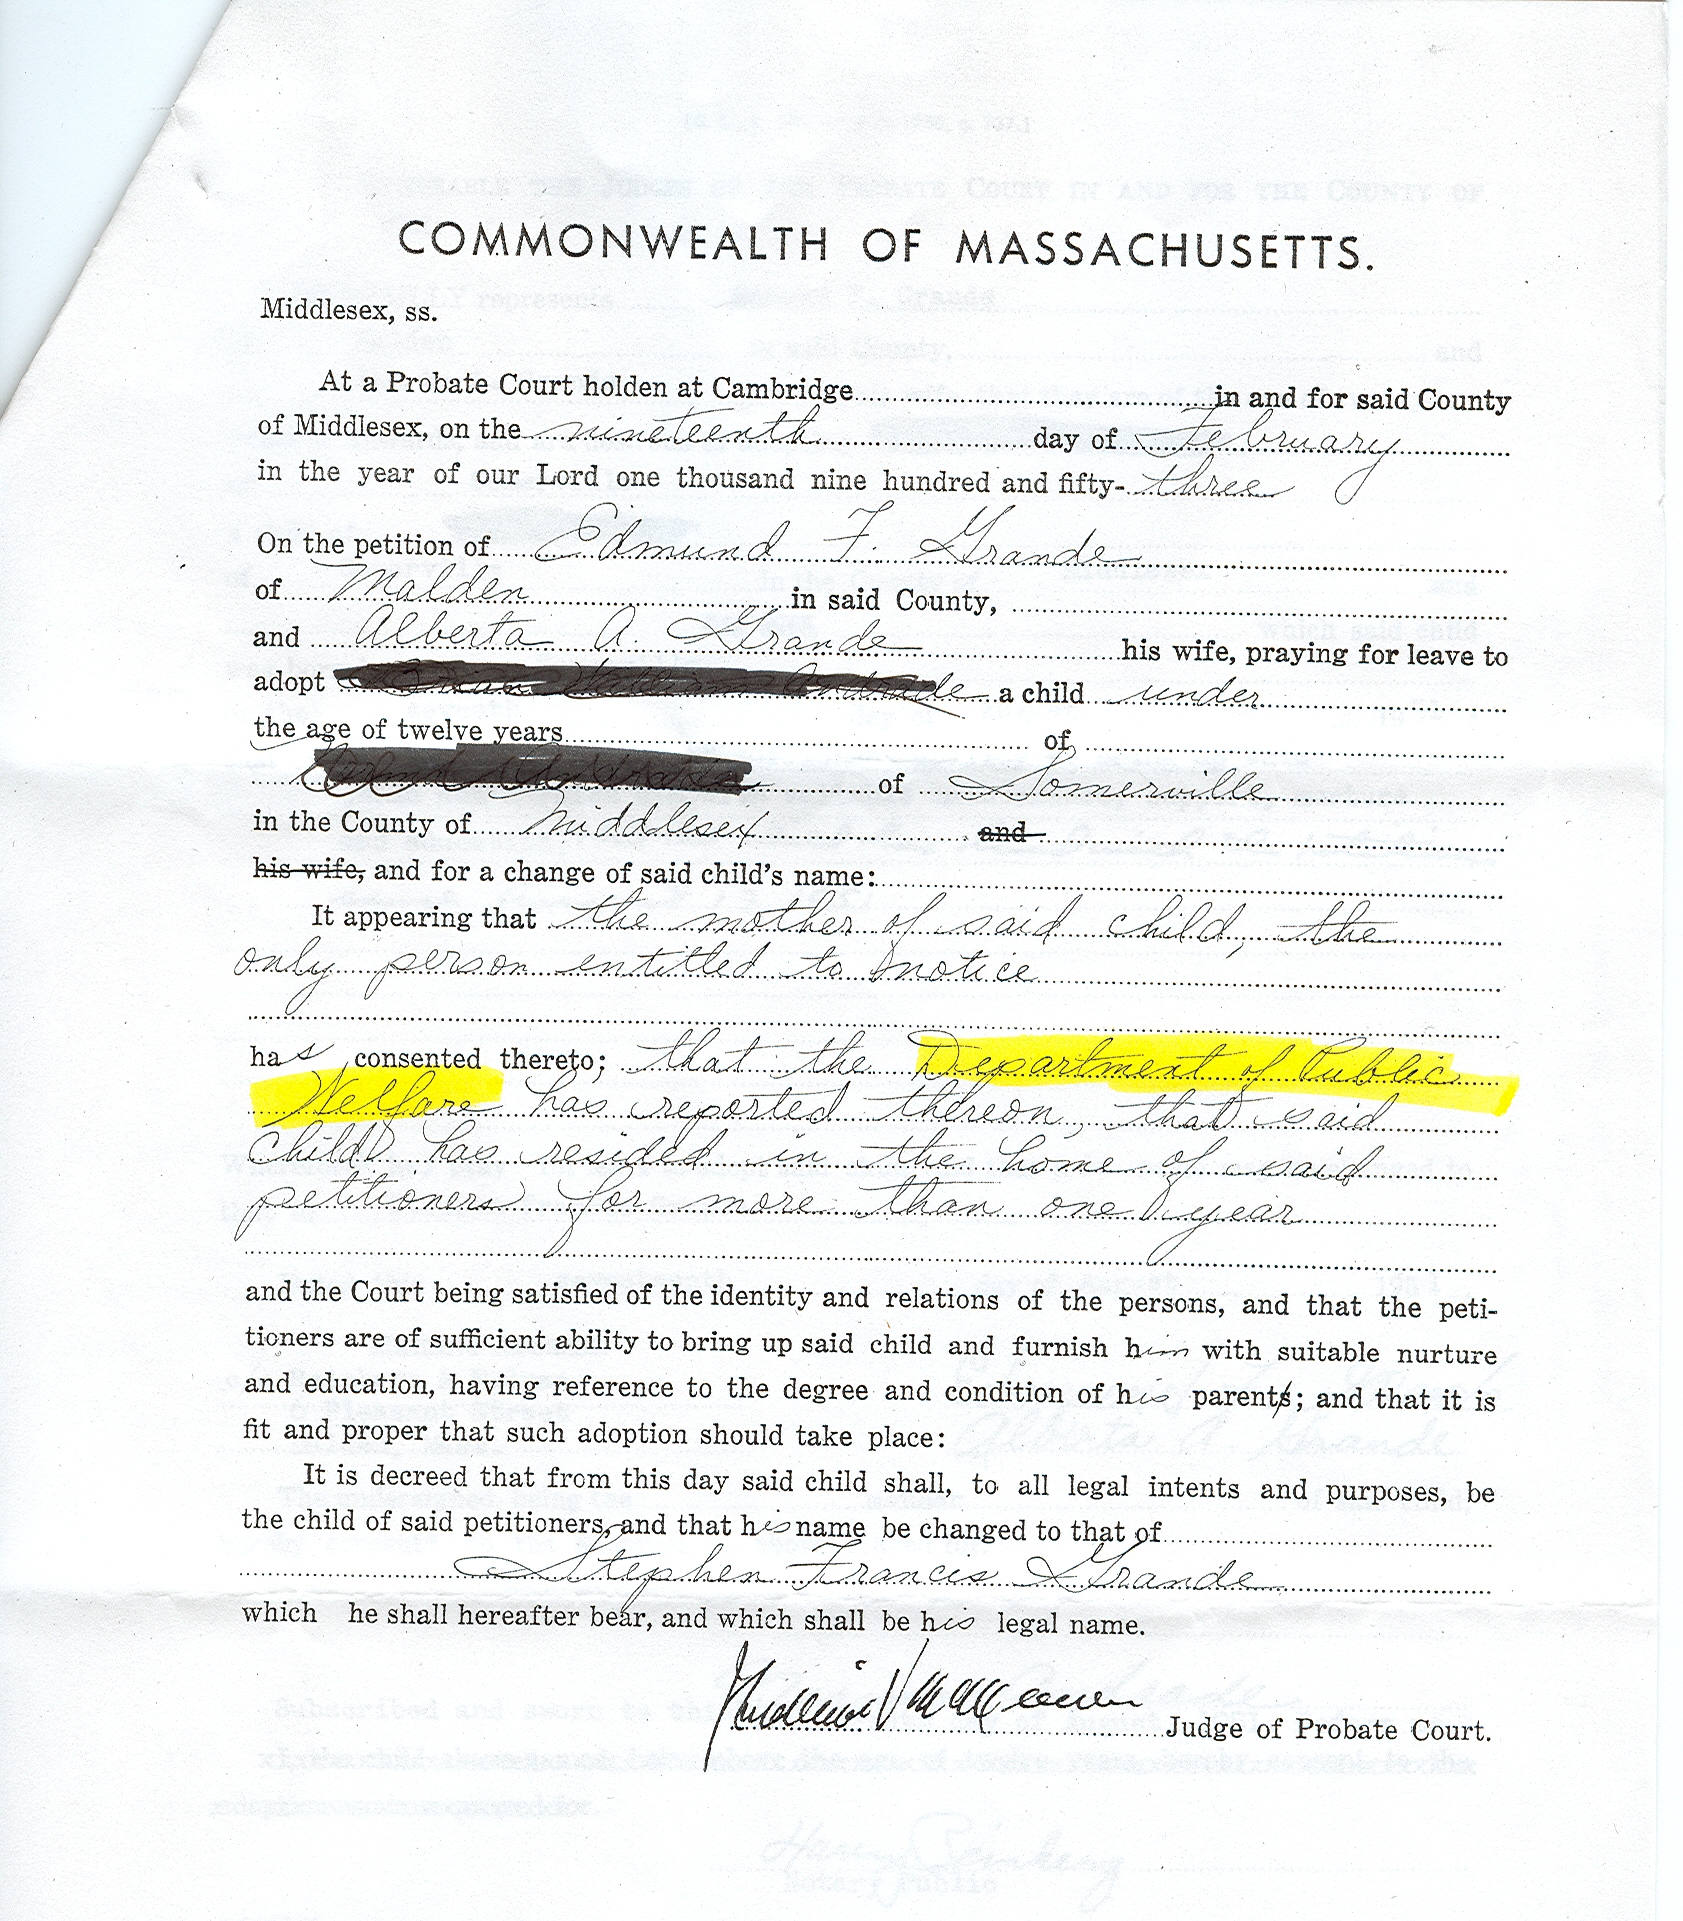 COMMONWEALTH OF MASSACHUSETTS.
Middlesex, ss.
At a Probate Court holden at Cambridge in and for said County
of Middlesex, on the nineteenth day of February
in the year of our Lord one thousand nine hundred and fifty- three
On the petition of Edmund F. Grande
of Malden in said County,
and Alberta A. Grande his wife, praying for leave to
adopt a child under
the age of twelve years of
of Somerville
in the County of Middlesex and
his wife, and for a change of said child's name:
It appearing that the mother of said child, the
only person entitled to notice
has consented thereto; that the Department of Public
Welfare has reported thereon, that said
child has resided in the home of said
petitioners for more than one year
and the Court being satisfied of the identity and relations of the persons, and that the peti-
tioners are of sufficient ability to bring up said child and furnish him with suitable nurture
and education, having reference to the degree and condition of his parents; and that it is
fit and proper that such adoption should take place:
It is decreed that from this day said child shall, to all legal intents and purposes, be
the child of said petitioners, and that his name be changed to that of
Stephen Francis Grande
which he shall hereafter bear, and which shall be his legal name.
Judge of Probate Court.